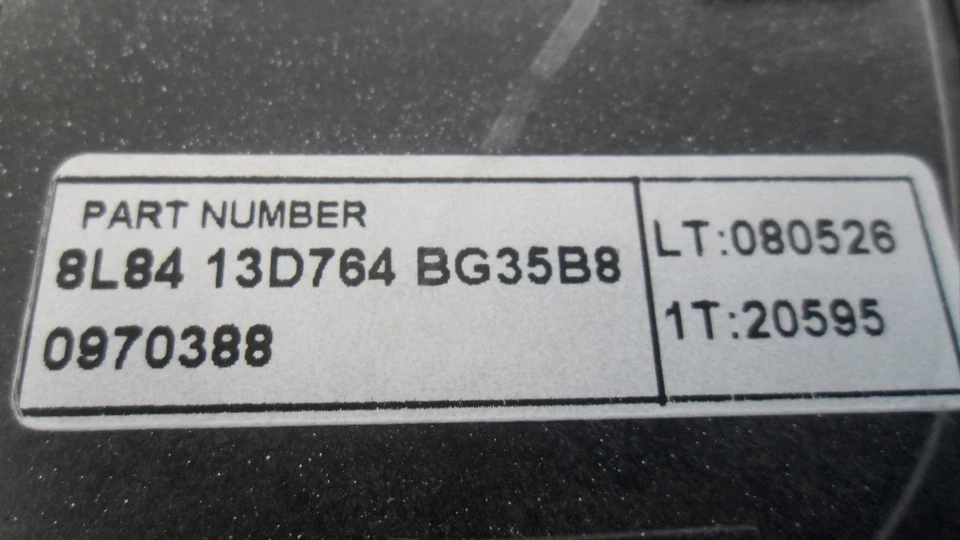 PART NUMBER
8L84 13D764 BG35B8
0970388
LT:080526
1T:20595